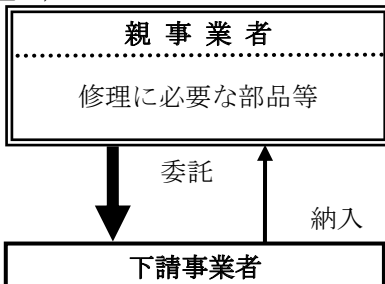 親 事 業 者
修理に必要な部品等
委託
納入
下請事業者